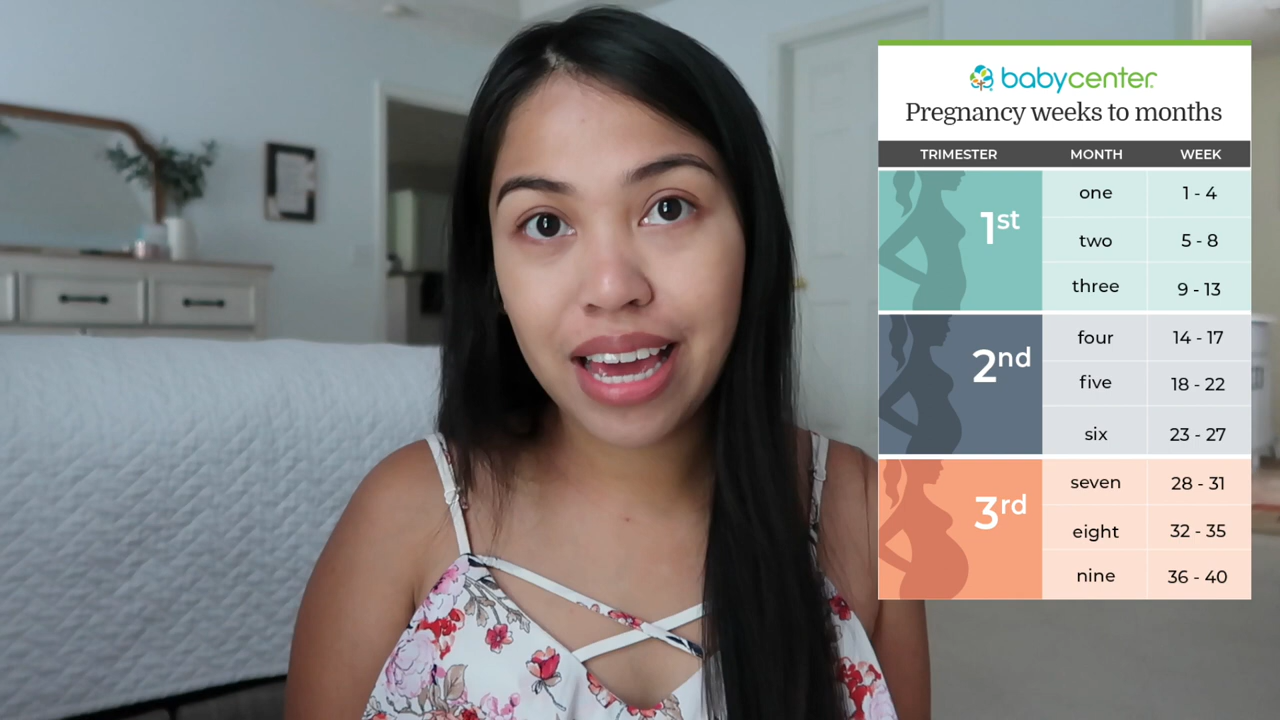 babycenter.
Pregnancy weeks to months
TRIMESTER MONTH WEEK
1st
one 1 - 4
two 5 - 8
three 9 - 13
2nd
four 14 - 17
five 18 - 22
six 23 - 27
3rd
seven 28 - 31
eight 32 - 35
nine 36 - 40